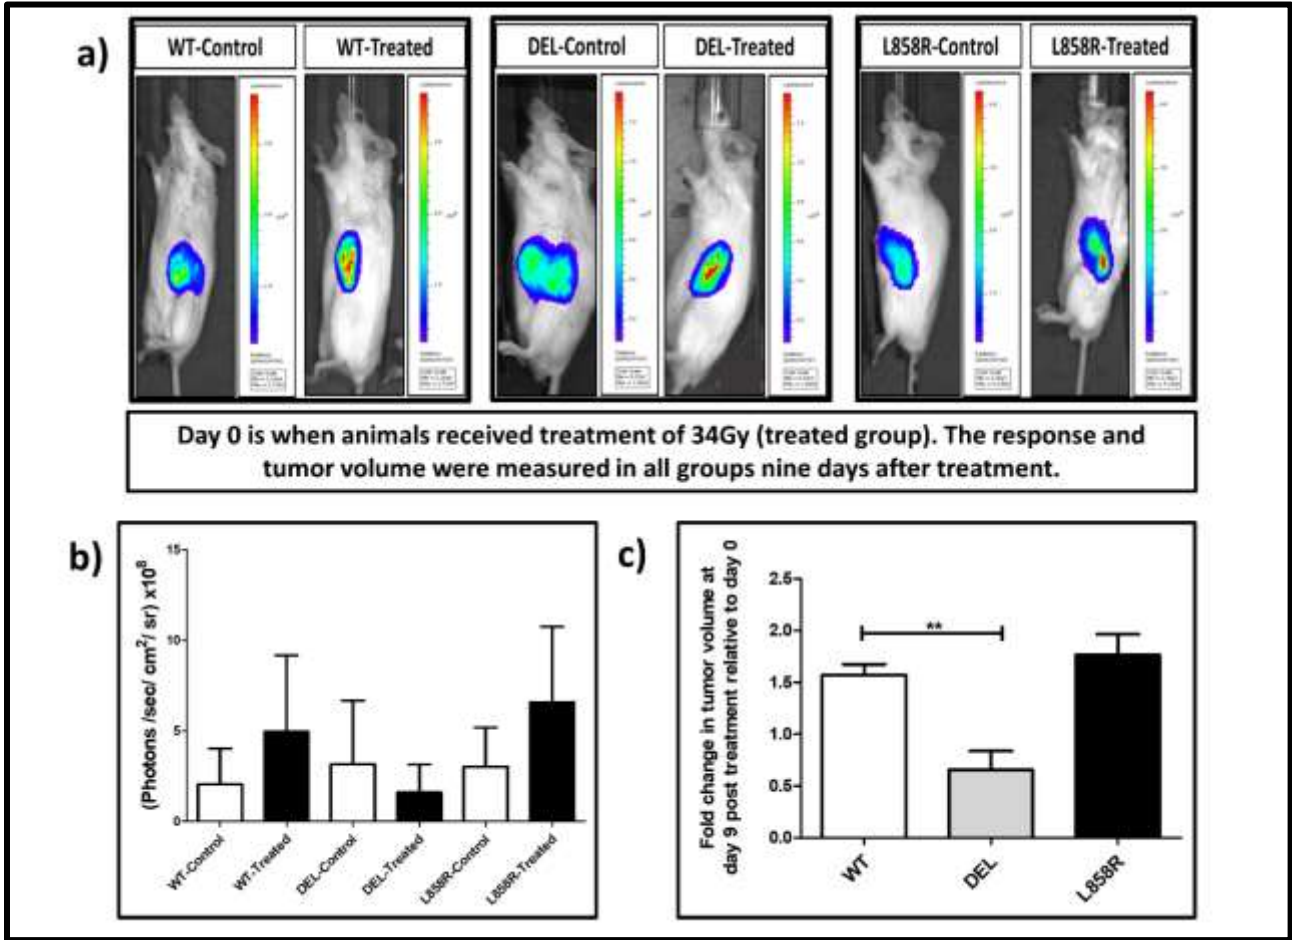 a)
WT-Control
WT-Treated
DEL-Control
DEL-Treated
L858R-Control
L858R-Treated
Day 0 is when animals received treatment of 34Gy (treated group). The response and
tumor volume were measured in all groups nine days after treatment.
b)
(Photons /sec/ cm²/ sr) x10⁸
15
10
5
0
WT-Control
WT-Treated
DEL-Control
DEL-Treated
L858R-Control
L858R-Treated
c)
Fold change in tumor volume at
day 9 post treatment relative to day 0
2.5
2.0
1.5
1.0
0.5
0.0
**
WT
DEL
L858R